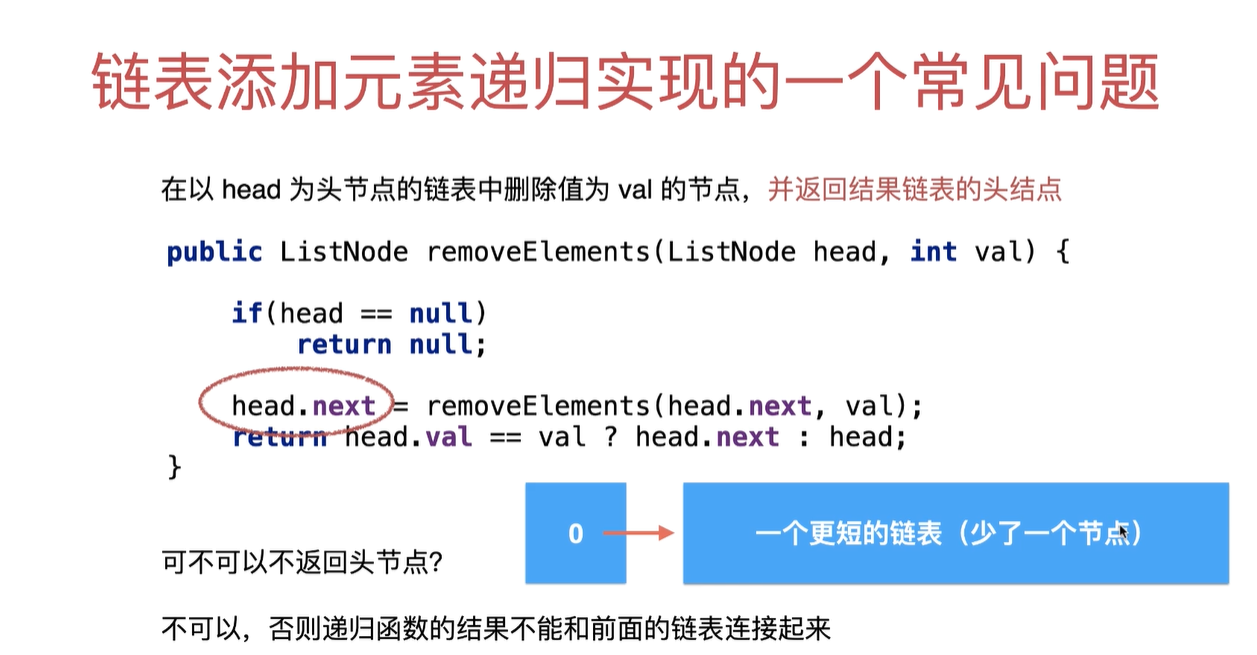 链表添加元素递归实现的一个常见问题
在以 head 为头节点的链表中删除值为 val 的节点，并返回结果链表的头结点
public ListNode removeElements(ListNode head, int val) {
if(head == null)
return null;
head.next = removeElements(head.next, val);
return head.val == val ? head.next : head;
}
0
一个更短的链表（少了一个节点）
可不可以不返回头节点?
不可以，否则递归函数的结果不能和前面的链表连接起来